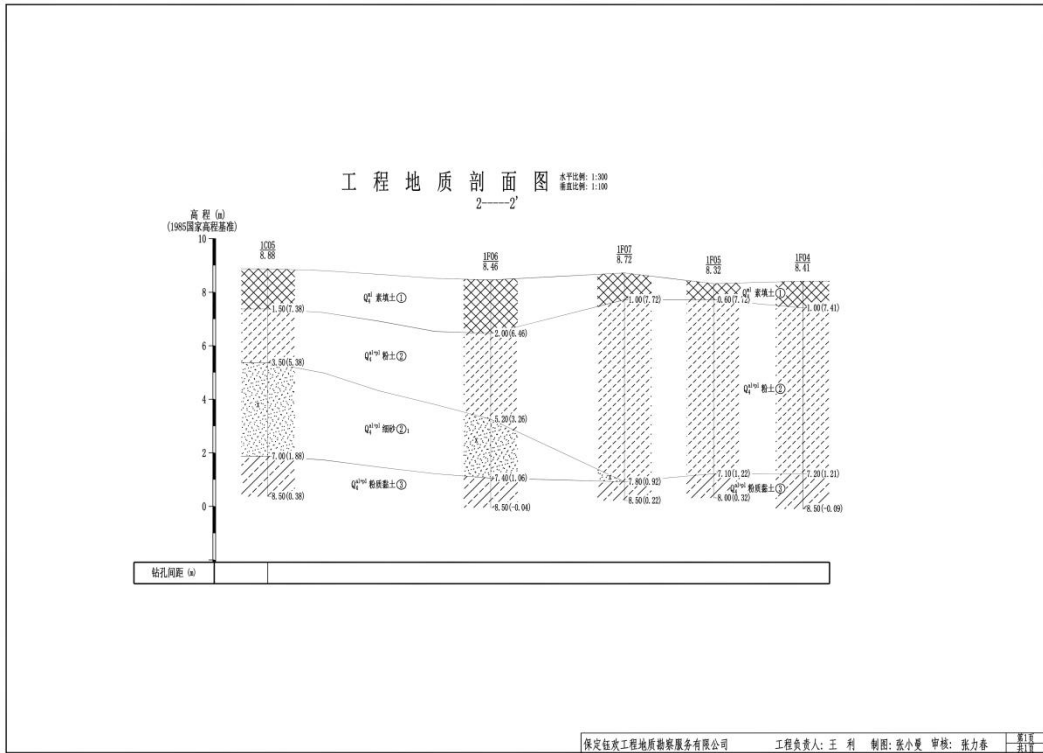 工 程 地 质 剖 面 图 水平比例: 1:300
垂直比例: 1:100
2-----2'
高 程 (m)
(1985国家高程基准)
10
8
6
4
2
0
1C05
8.88
1F06
8.46
1F07
8.72
1F05
8.32
1F04
8.41
素填土①
素填土①
1.50(7.38)
2.00(6.46)
1.00(7.72)
0.60(7.72)
1.00(7.41)
Q₄ᵃˡ⁺ᵖˡ 粉土②
Q₄ᵃˡ⁺ᵖˡ 粉土②
3.50(5.38)
5.20(3.26)
Q₄ᵃˡ⁺ᵖˡ 细砂②₁
7.00(1.88)
7.40(1.06)
7.80(0.92)
7.10(1.22)
7.20(1.21)
Q₄ᵃˡ⁺ᵖˡ 粉质黏土③
Q₄ᵃˡ⁺ᵖˡ 粉质黏土③
8.50(0.38)
8.50(-0.04)
8.50(0.22)
8.00(0.32)
8.50(-0.09)
钻孔间距 (m)
保定钰欢工程地质勘察服务有限公司 工程负责人: 王 利 制图: 张小曼 审核: 张力春 第1页
共1页